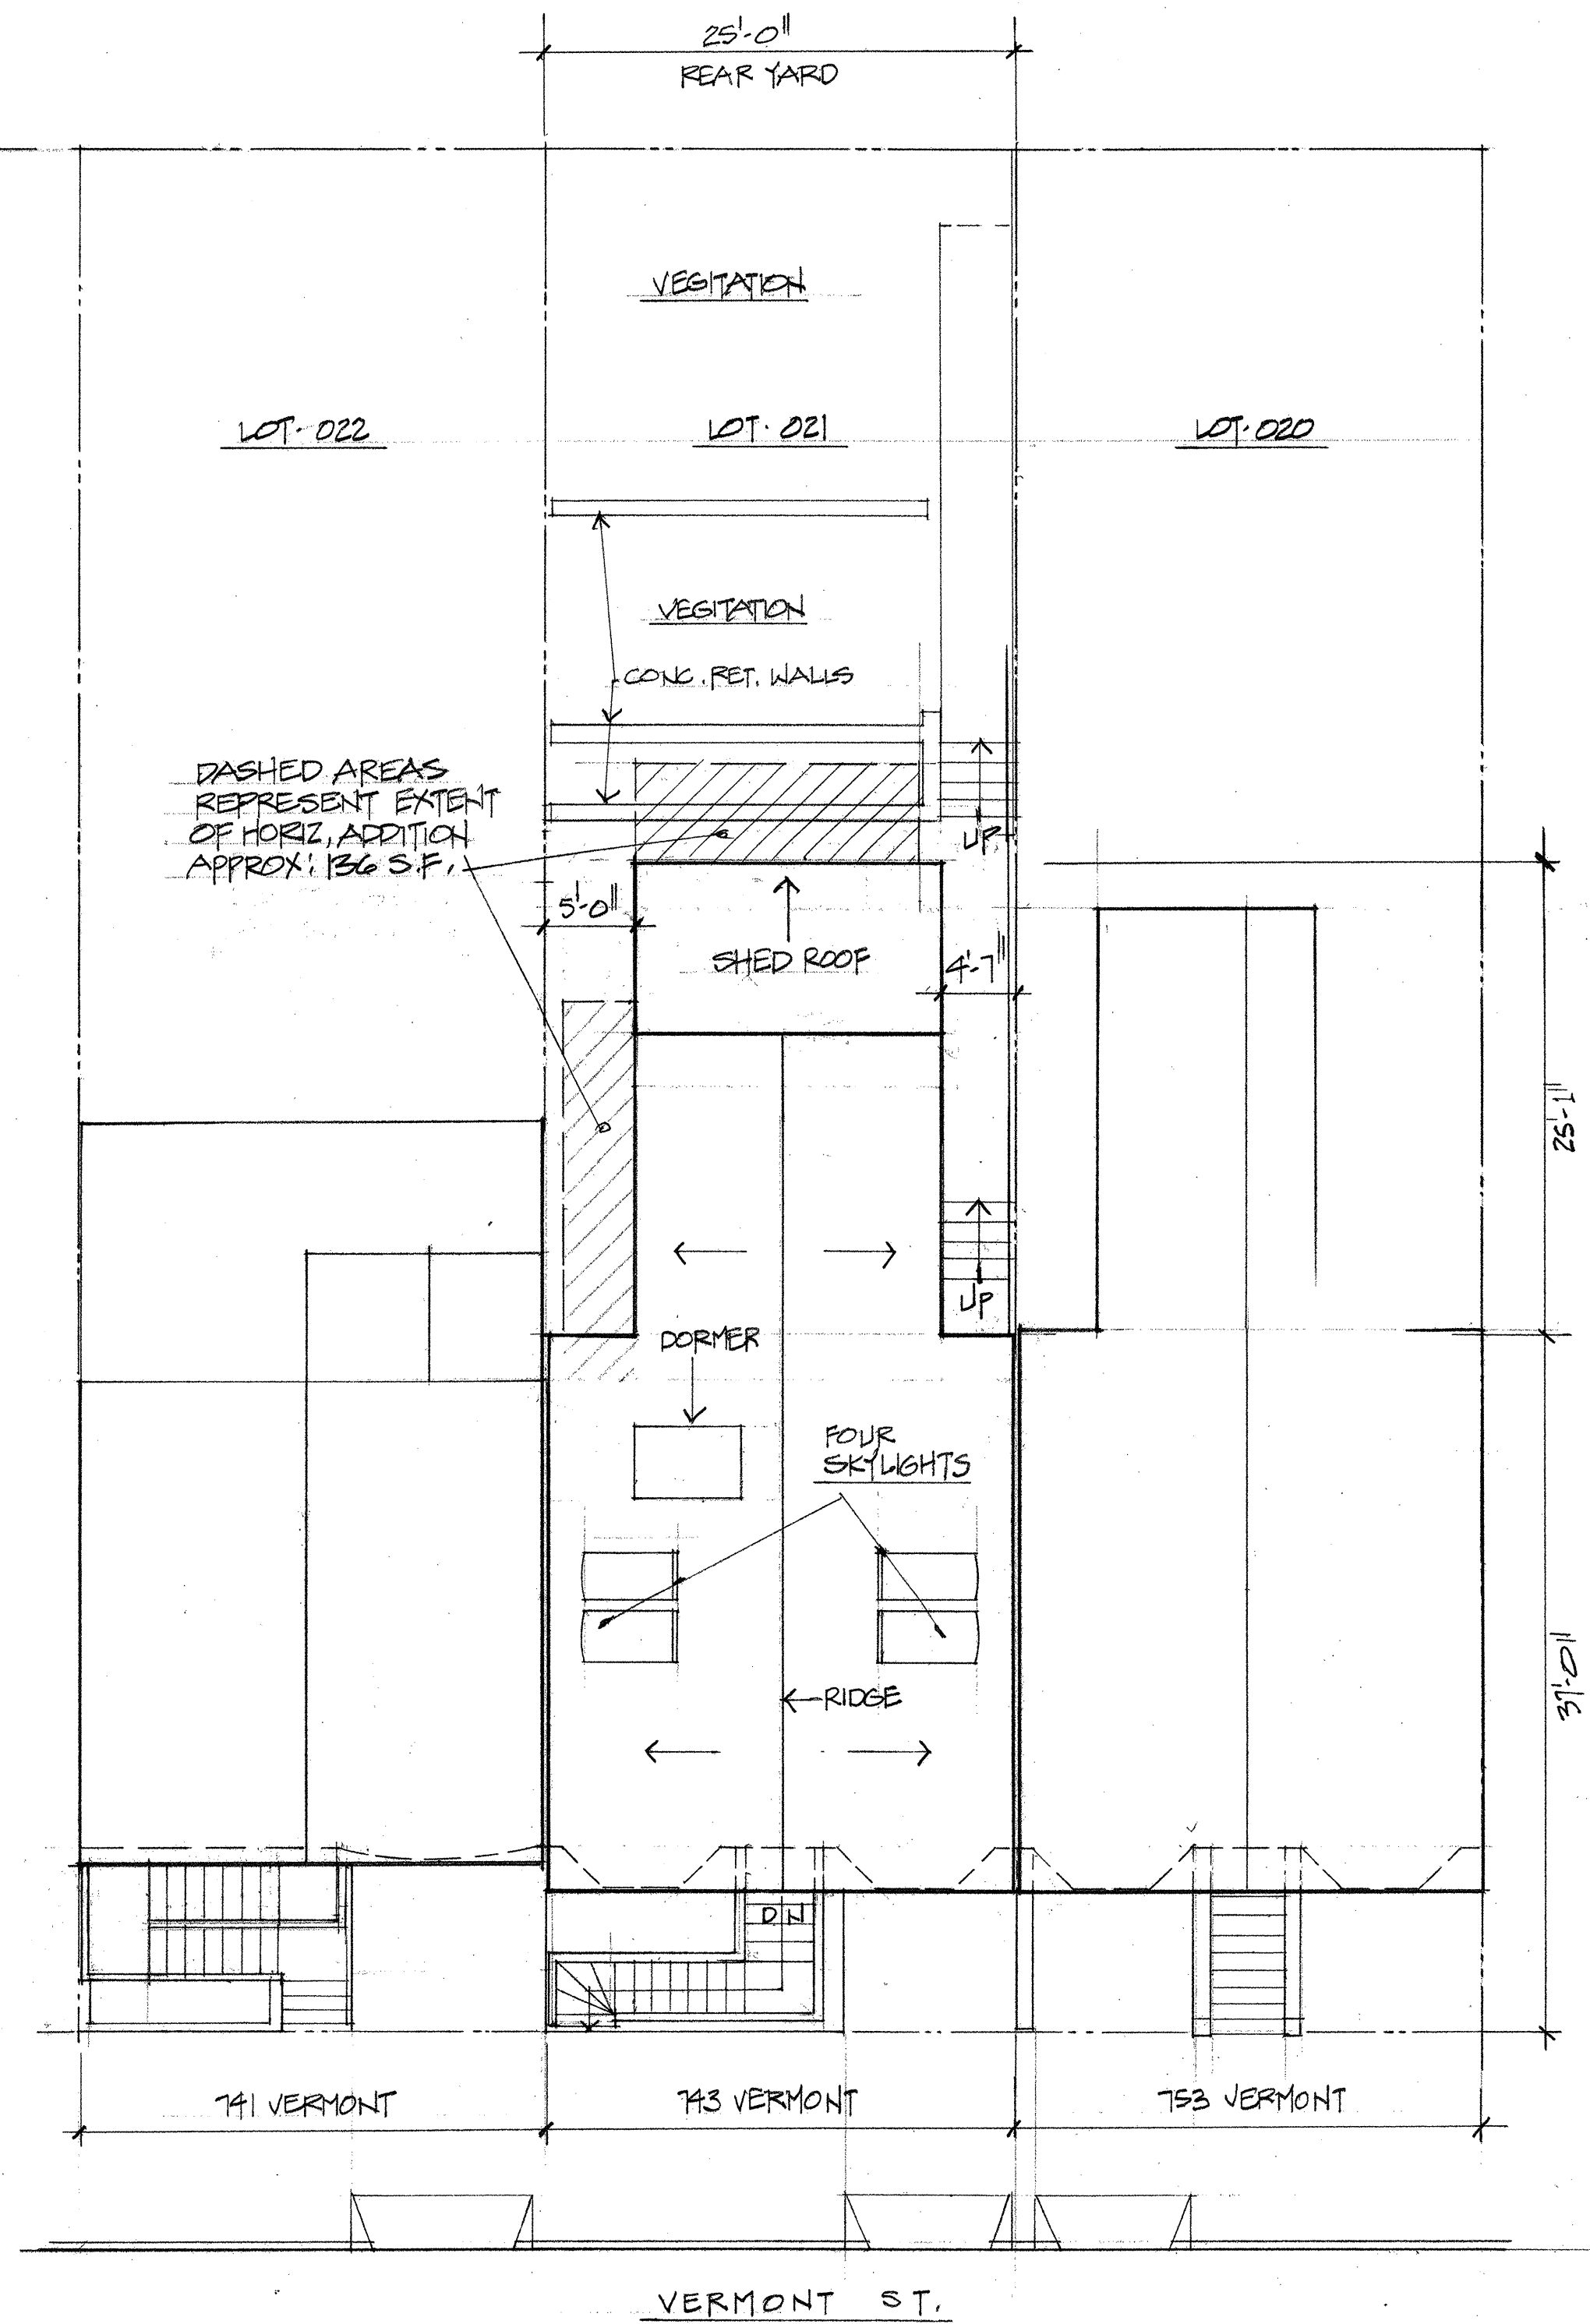 25'-0"
REAR YARD
VEGITATION
LOT. 022
LOT. 021
LOT. 020
VEGITATION
CONC. RET. WALLS
DASHED AREAS
REPRESENT EXTENT
OF HORIZ. ADDITION
APPROX: 136 S.F.
UP
5'-0"
SHED ROOF
4'-7"
25'-1"
UP
DORMER
FOUR
SKYLIGHTS
RIDGE
37'-01"
DN
741 VERMONT
743 VERMONT
753 VERMONT
VERMONT ST.